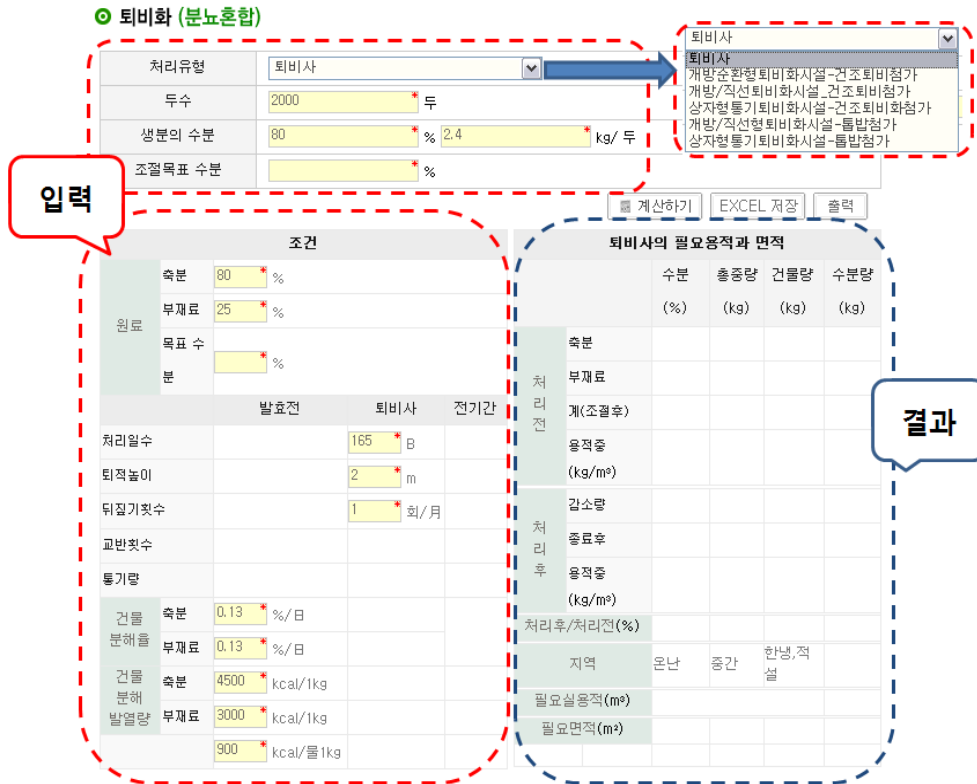 퇴비화 (분뇨혼합)
처리유형 퇴비사
두수 2000 * 두
생분의 수분 80 * % 2.4 * kg/ 두
조절목표 수분 * %
퇴비사
퇴비사
개방순환형퇴비화시설-건조퇴비첨가
개방/직선퇴비화시설_건조퇴비첨가
상자형통기퇴비화시설-건조퇴비화첨가
개방/직선형퇴비화시설-톱밥첨가
상자형통기퇴비화시설-톱밥첨가
입력
계산하기 EXCEL 저장 출력
조건
원료
축분 80 * %
부재료 25 * %
목표 수
분 * %
발효전 퇴비사 전기간
처리일수 165 * B
퇴적높이 2 * m
뒤짚기횟수 1 * 회/月
교반횟수
통기량
건물
분해율
축분 0.13 * %/日
부재료 0.13 * %/日
건물
분해
발열량
축분 4500 * kcal/1kg
부재료 3000 * kcal/1kg
900 * kcal/물1kg
퇴비사의 필요용적과 면적
수분 총중량 건물량 수분량
(%) (kg) (kg) (kg)
처
리
전
축분
부재료
계(조절후)
용적중
(kg/m³)
처
리
후
감소량
종료후
용적중
(kg/m³)
처리후/처리전(%)
지역 온난 중간 한냉,적
설
필요실용적(m³)
필요면적(m²)
결과